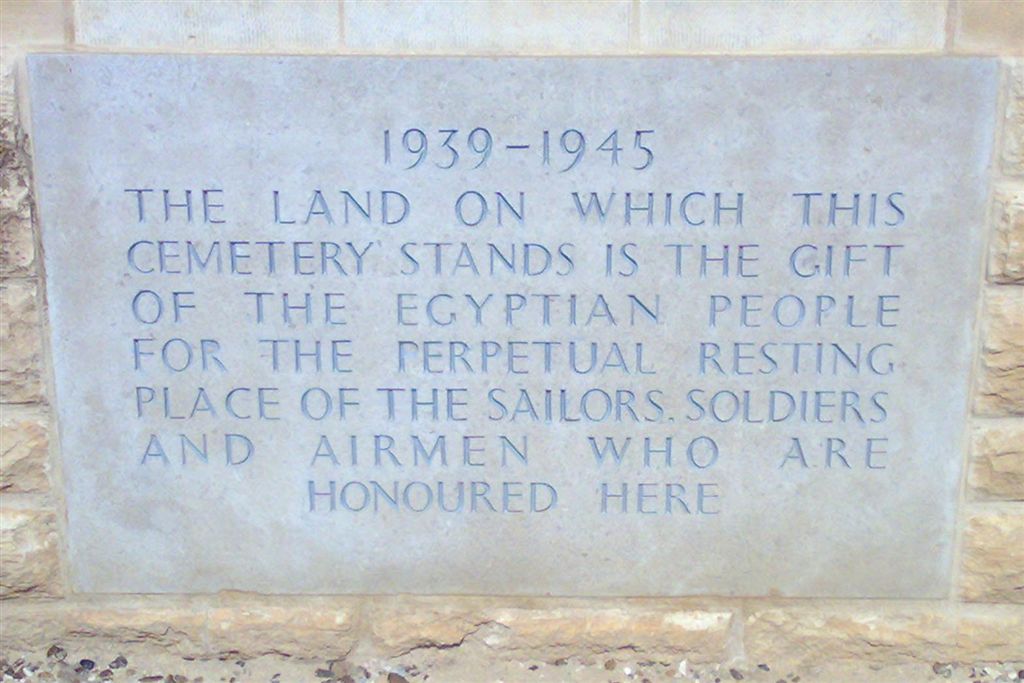 1939-1945
THE LAND ON WHICH THIS
CEMETERY STANDS IS THE GIFT
OF THE EGYPTIAN PEOPLE
FOR THE PERPETUAL RESTING
PLACE OF THE SAILORS. SOLDIERS
AND AIRMEN WHO ARE
HONOURED HERE